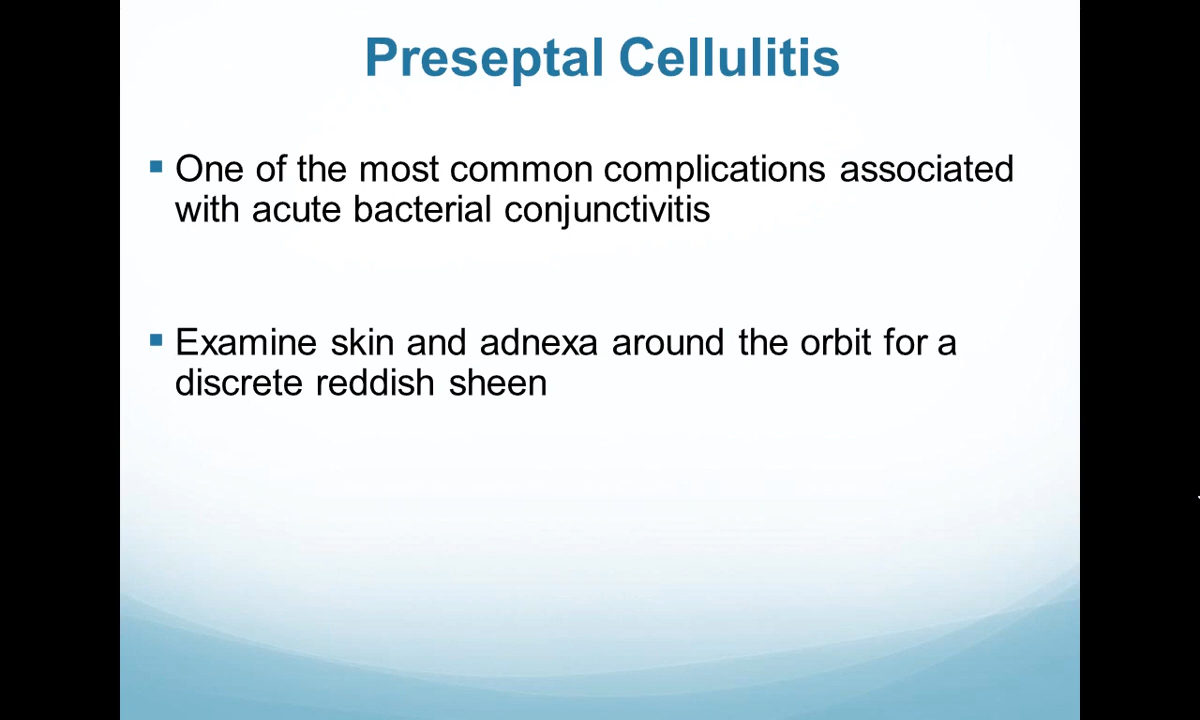 Preseptal Cellulitis
▪ One of the most common complications associated
with acute bacterial conjunctivitis
▪ Examine skin and adnexa around the orbit for a
discrete reddish sheen